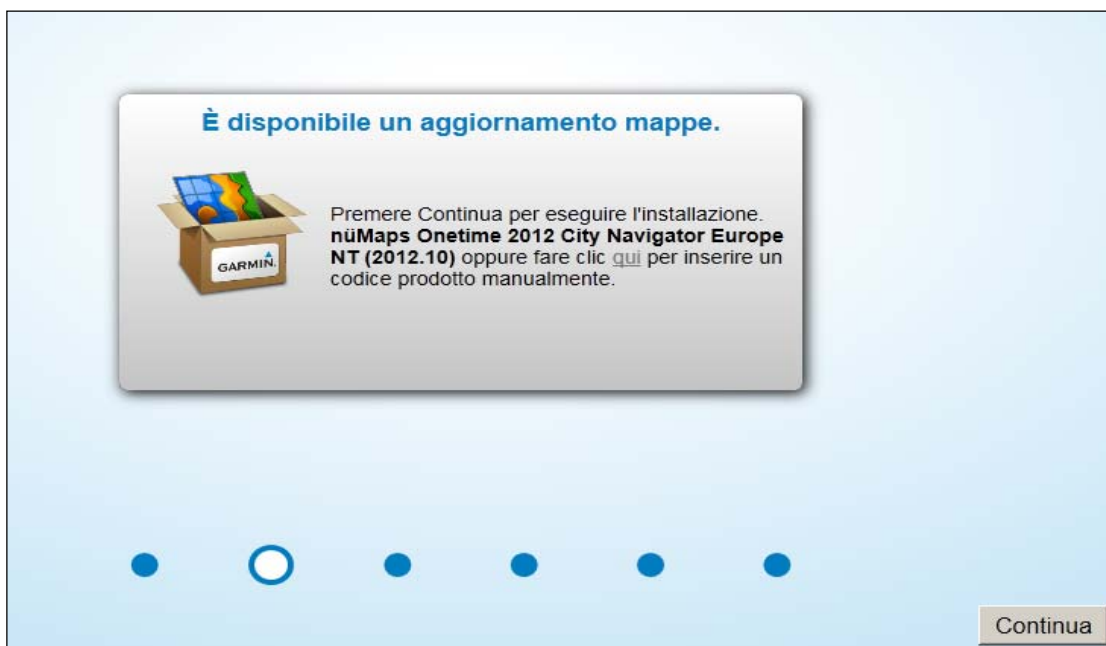 È disponibile un aggiornamento mappe.
Premere Continua per eseguire l'installazione.
nüMaps Onetime 2012 City Navigator Europe
NT (2012.10) oppure fare clic qui per inserire un
codice prodotto manualmente.
GARMIN.
Continua